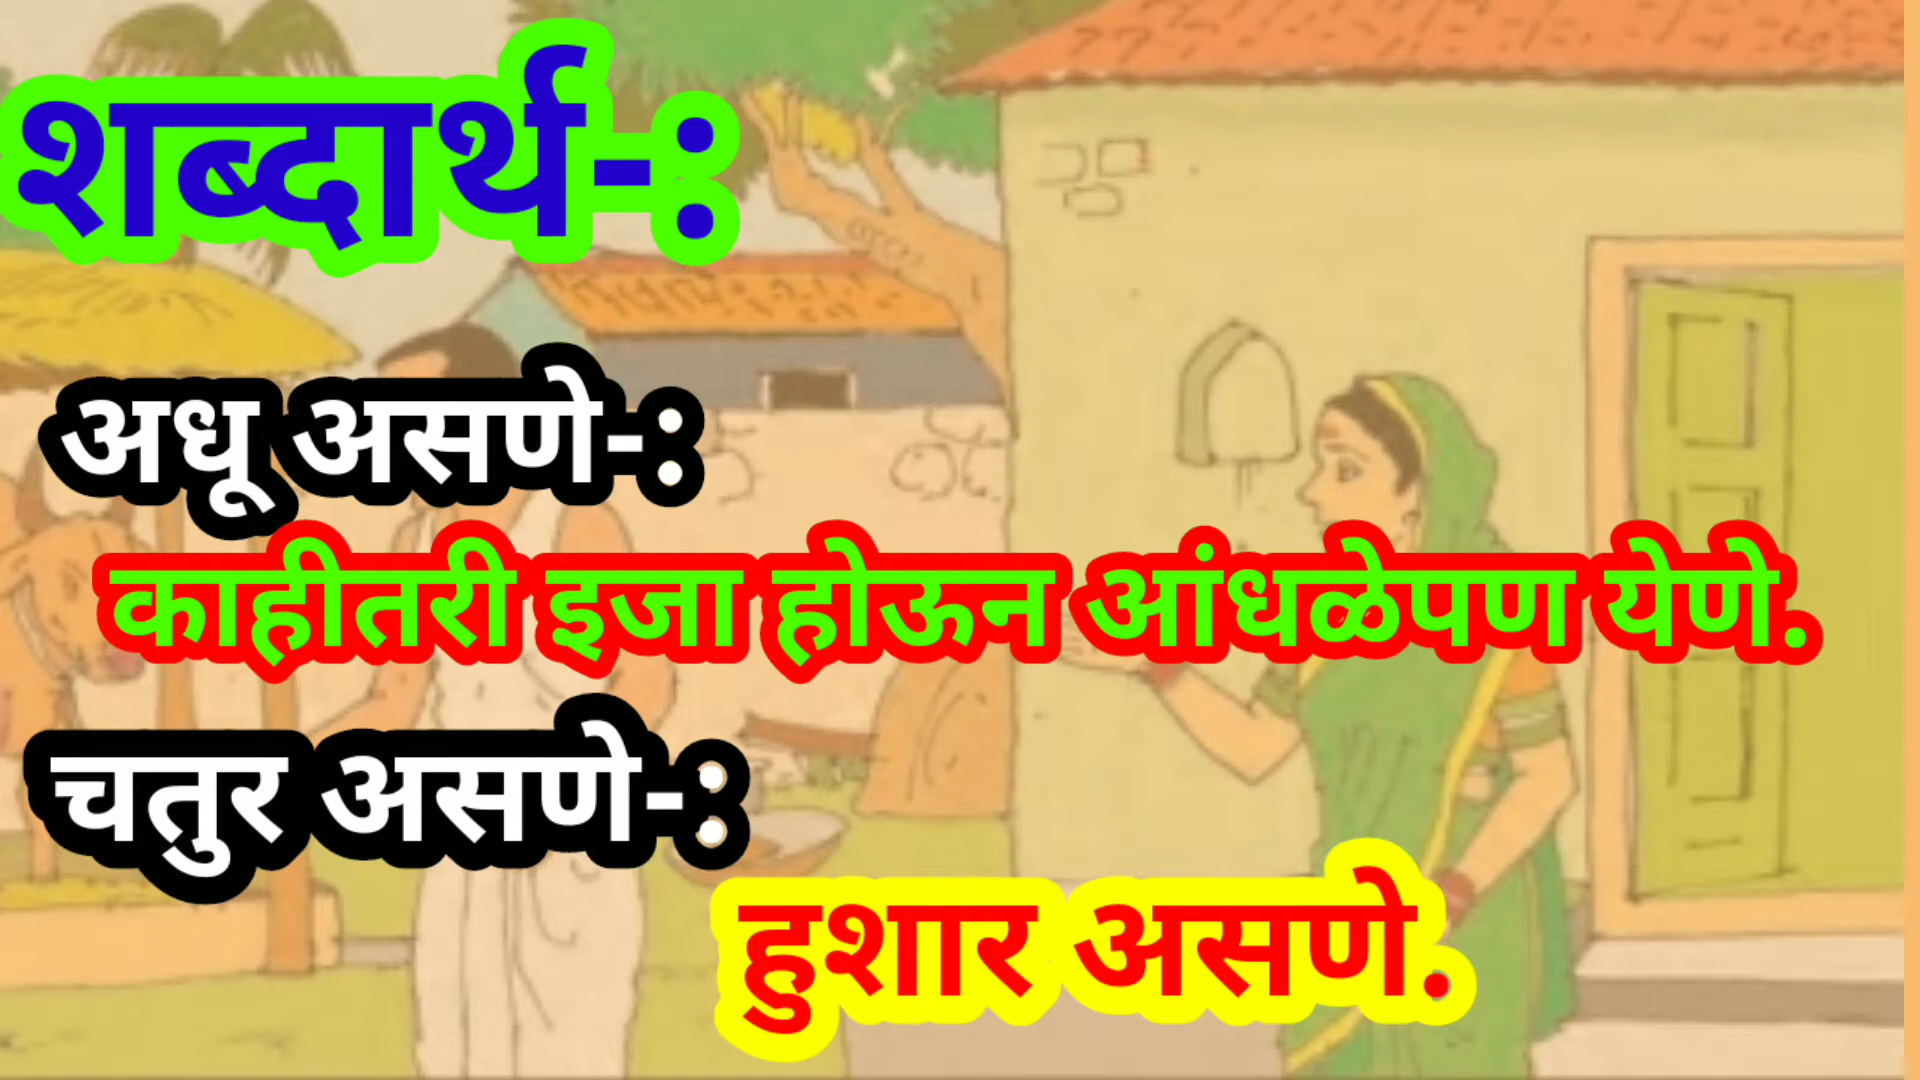 शब्दार्थ-:
अधू असणे-:
काहीतरी इजा होऊन आंधळेपण येणे.
चतुर असणे-:
हुशार असणे.